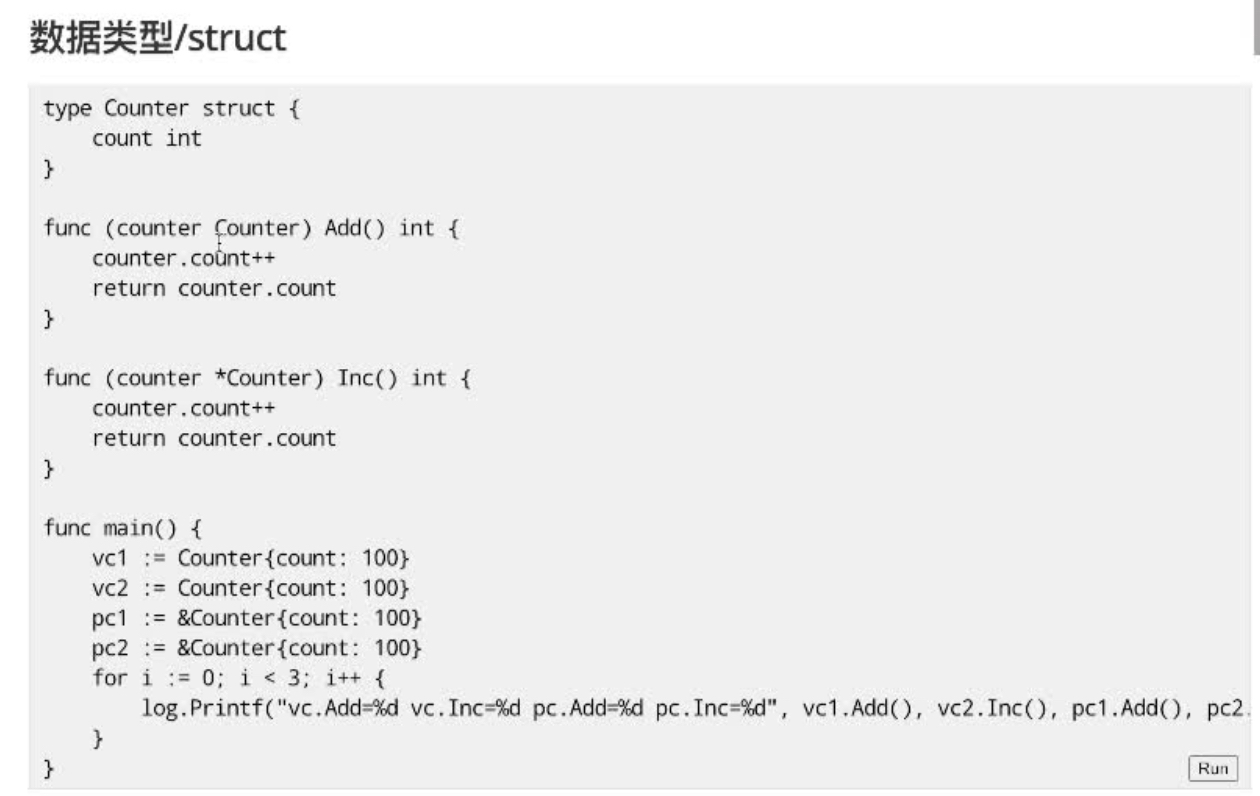 数据类型/struct
type Counter struct {
    count int
}
func (counter Counter) Add() int {
    counter.count++
    return counter.count
}
func (counter *Counter) Inc() int {
    counter.count++
    return counter.count
}
func main() {
    vc1 := Counter{count: 100}
    vc2 := Counter{count: 100}
    pc1 := &Counter{count: 100}
    pc2 := &Counter{count: 100}
    for i := 0; i < 3; i++ {
        log.Printf("vc.Add=%d vc.Inc=%d pc.Add=%d pc.Inc=%d", vc1.Add(), vc2.Inc(), pc1.Add(), pc2.
    }
}
Run